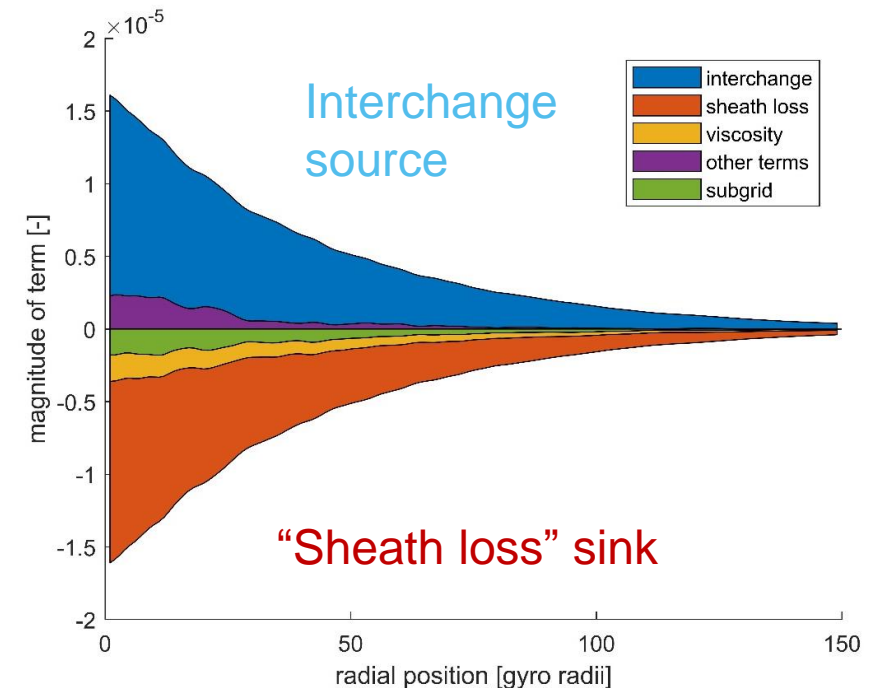 ×10⁻⁵
2
1.5
1
0.5
0
-0.5
-1
-1.5
-2
magnitude of term [-]
Interchange
source
interchange
sheath loss
viscosity
other terms
subgrid
“Sheath loss” sink
0
50
100
150
radial position [gyro radii]